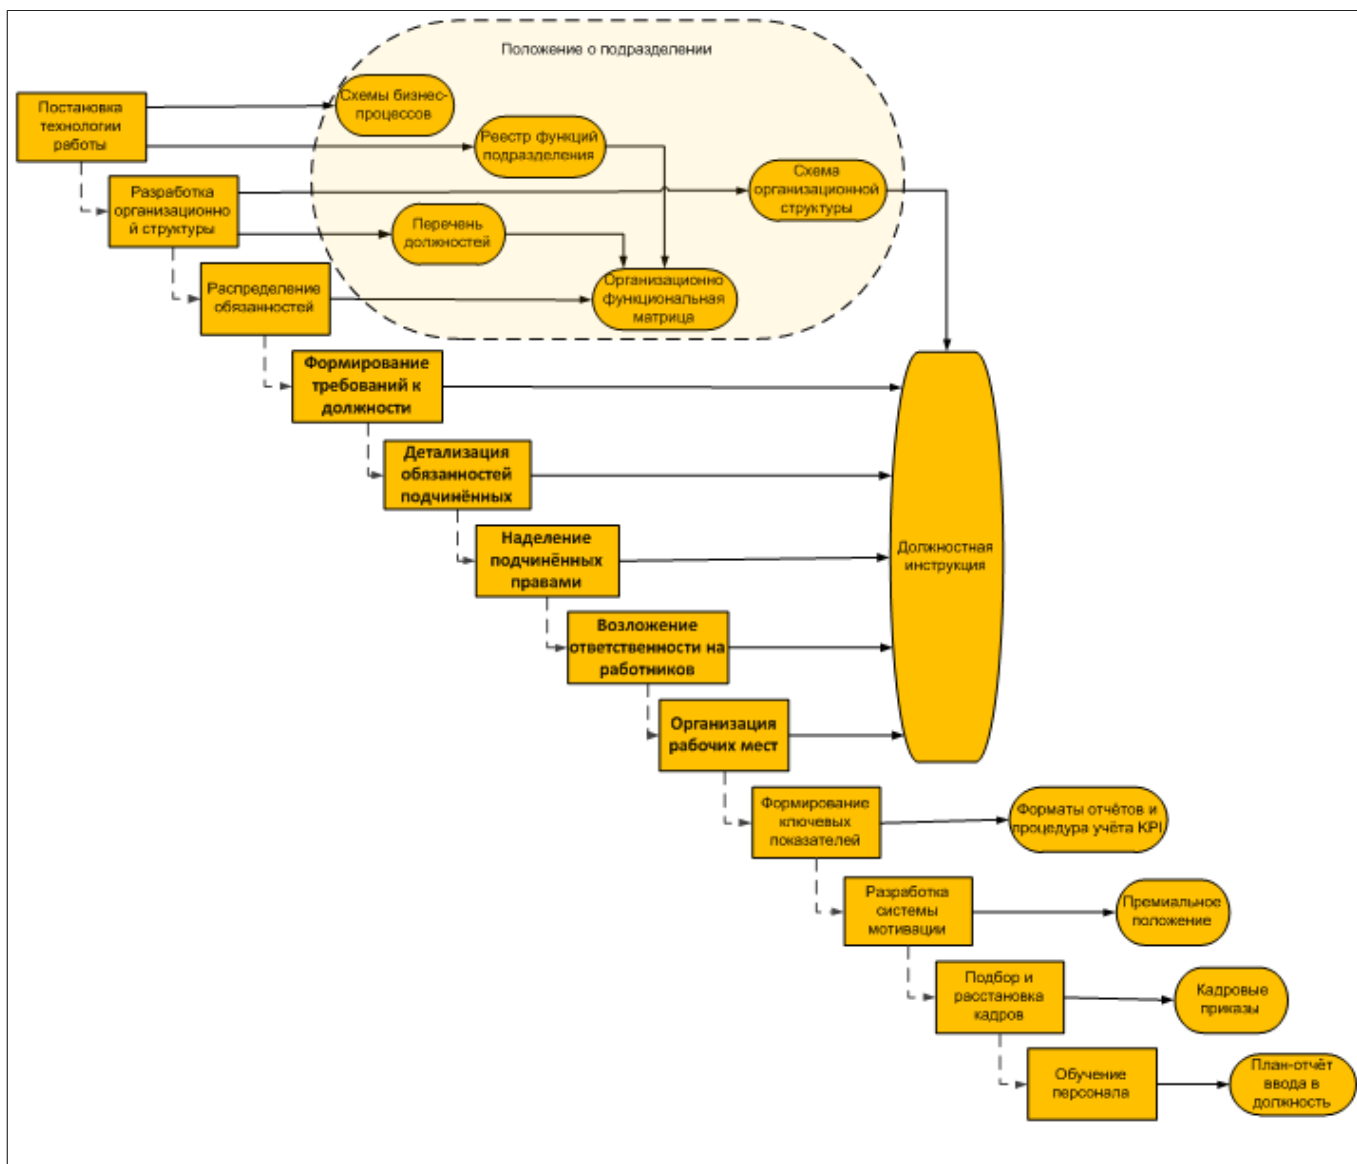 Положение о подразделении
Схемы бизнес-
процессов
Постановка
технологии
работы
Реестр функций
подразделения
Схема
организационной
структуры
Разработка
организационно
й структуры
Перечень
должностей
Распределение
обязанностей
Организационно
функциональная
матрица
Формирование
требований к
должности
Детализация
обязанностей
подчинённых
Наделение
подчинённых
правами
Должностная
инструкция
Возложение
ответственности на
работников
Организация
рабочих мест
Формирование
ключевых
показателей
Форматы отчётов и
процедура учёта KPI
Разработка
системы
мотивации
Премиальное
положение
Подбор и
расстановка
кадров
Кадровые
приказы
Обучение
персонала
План-отчёт
ввода в
должность